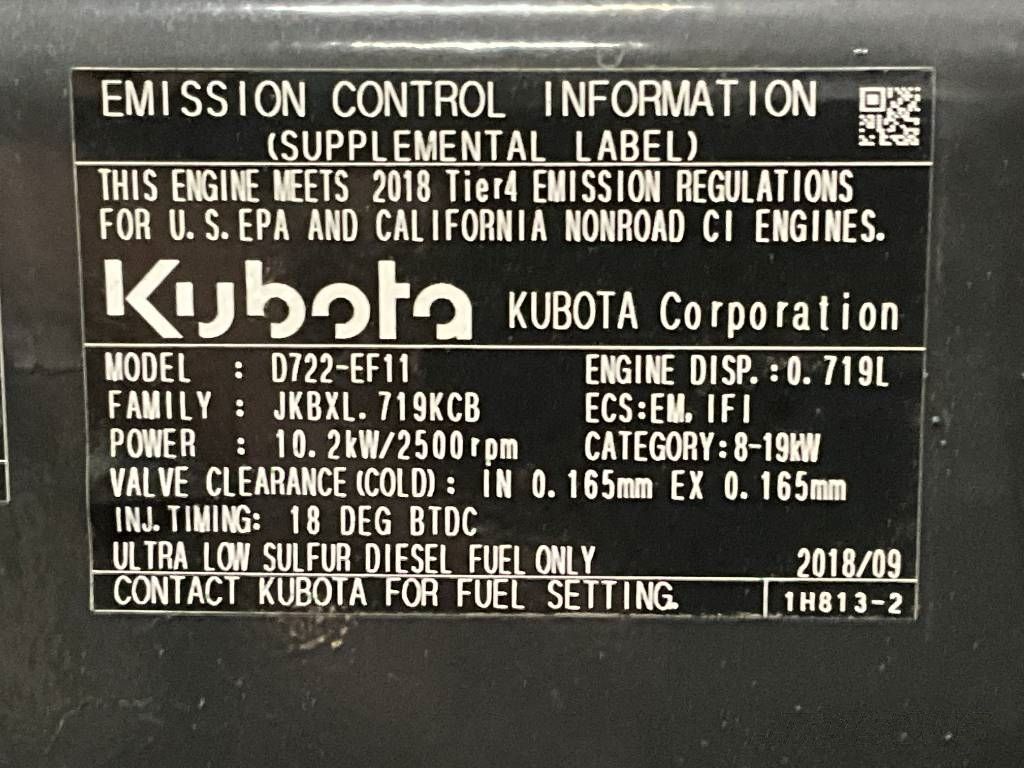 EMISSION CONTROL INFORMATION
(SUPPLEMENTAL LABEL)
THIS ENGINE MEETS 2018 Tier4 EMISSION REGULATIONS
FOR U.S.EPA AND CALIFORNIA NONROAD CI ENGINES.
Kubota KUBOTA Corporation
MODEL : D722-EF11 ENGINE DISP.:0.719L
FAMILY : JKBXL.719KCB ECS:EM, IFI
POWER : 10.2kW/2500rpm CATEGORY:8-19kW
VALVE CLEARANCE(COLD): IN 0.165mm EX 0.165mm
INJ.TIMING: 18 DEG BTDC
ULTRA LOW SULFUR DIESEL FUEL ONLY 2018/09
CONTACT KUBOTA FOR FUEL SETTING. 1H813-2